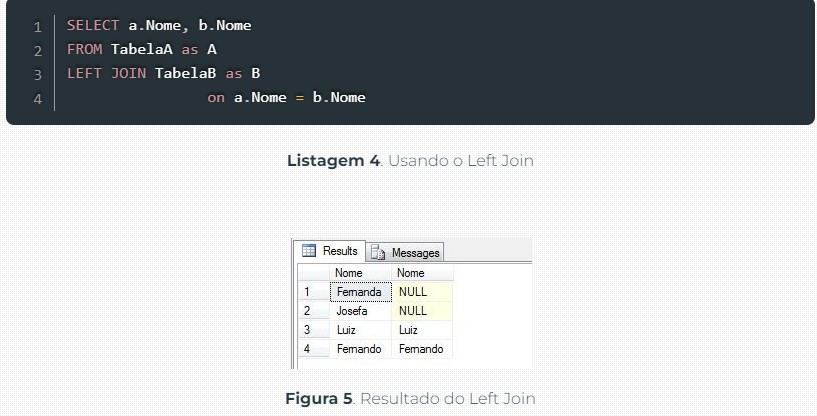 1 SELECT a.Nome, b.Nome
2 FROM TabelaA as A
3 LEFT JOIN TabelaB as B
4 on a.Nome = b.Nome
Listagem 4. Usando o Left Join
Results Messages
Nome Nome
1 Fernanda NULL
2 Josefa NULL
3 Luiz Luiz
4 Fernando Fernando
Figura 5. Resultado do Left Join